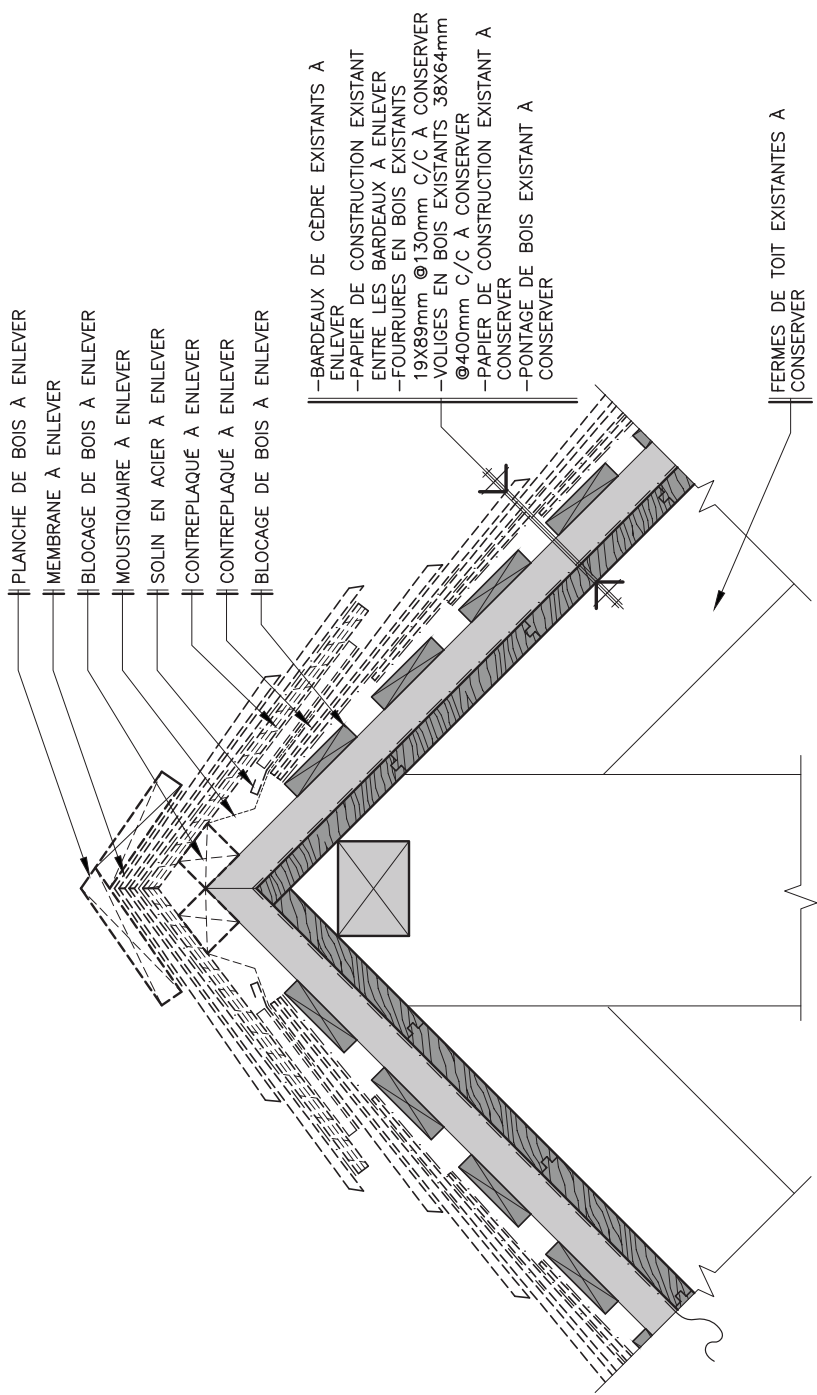 PLANCHE DE BOIS À ENLEVER
MEMBRANE À ENLEVER
BLOCAGE DE BOIS À ENLEVER
MOUSTIQUAIRE À ENLEVER
SOLIN EN ACIER À ENLEVER
CONTREPLAQUÉ À ENLEVER
CONTREPLAQUÉ À ENLEVER
BLOCAGE DE BOIS À ENLEVER
-BARDEAUX DE CÈDRE EXISTANTS À
ENLEVER
-PAPIER DE CONSTRUCTION EXISTANT
ENTRE LES BARDEAUX À ENLEVER
-FOURRURES EN BOIS EXISTANTS
19X89mm @130mm C/C À CONSERVER
-VOLIGES EN BOIS EXISTANTS 38X64mm
@400mm C/C À CONSERVER
-PAPIER DE CONSTRUCTION EXISTANT À
CONSERVER
-PONTAGE DE BOIS EXISTANT À
CONSERVER
FERMES DE TOIT EXISTANTES À
CONSERVER